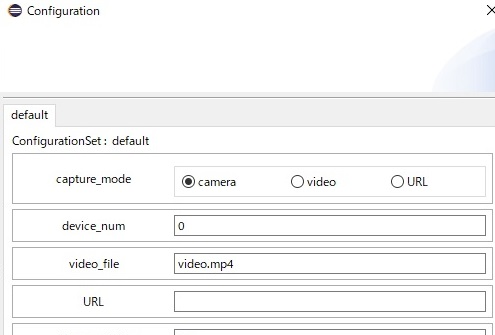 Configuration
default
ConfigurationSet : default
capture_mode
camera
video
URL
device_num
0
video_file
video.mp4
URL